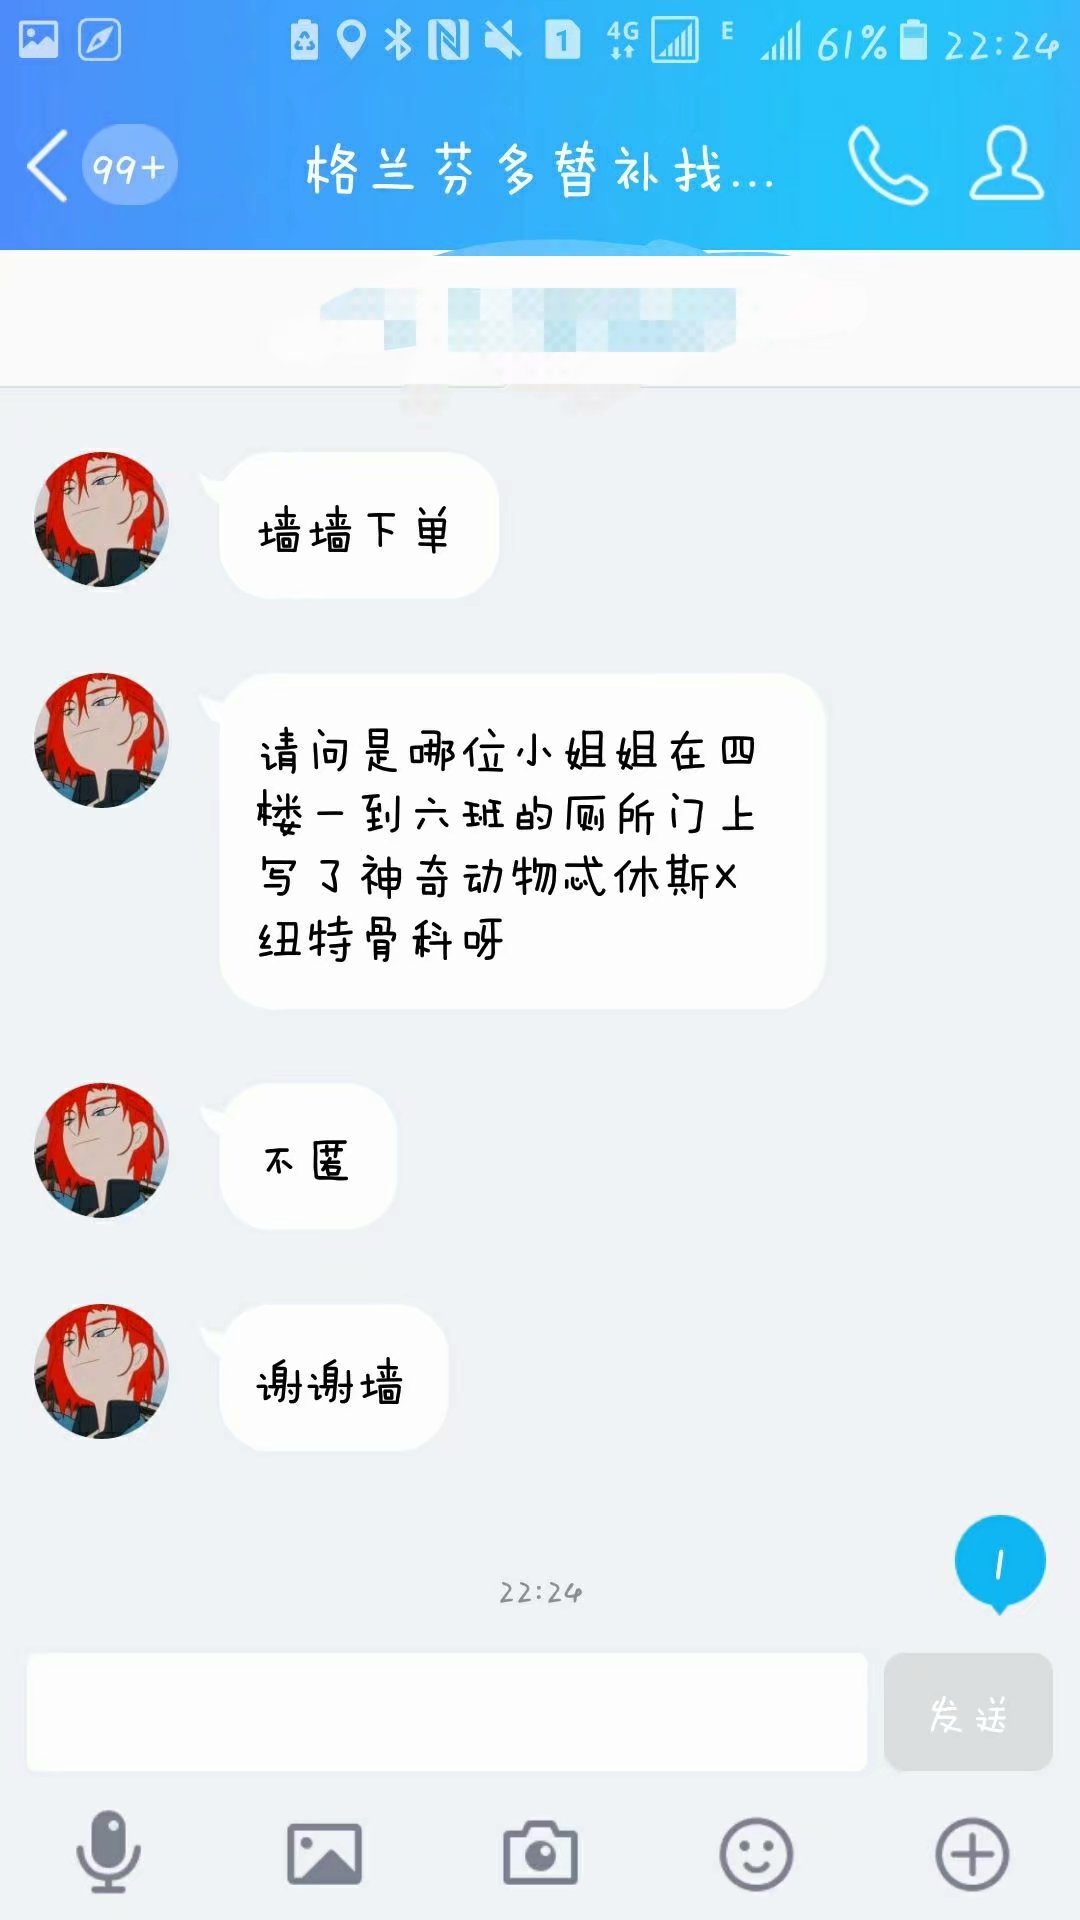 1
4G
E
61%
22:24
99+
格兰芬多替补找...
墙墙下单
请问是哪位小姐姐在四
楼一到六班的厕所门上
写了神奇动物忒休斯X
纽特骨科呀
不匿
谢谢墙
1
22:24
发送